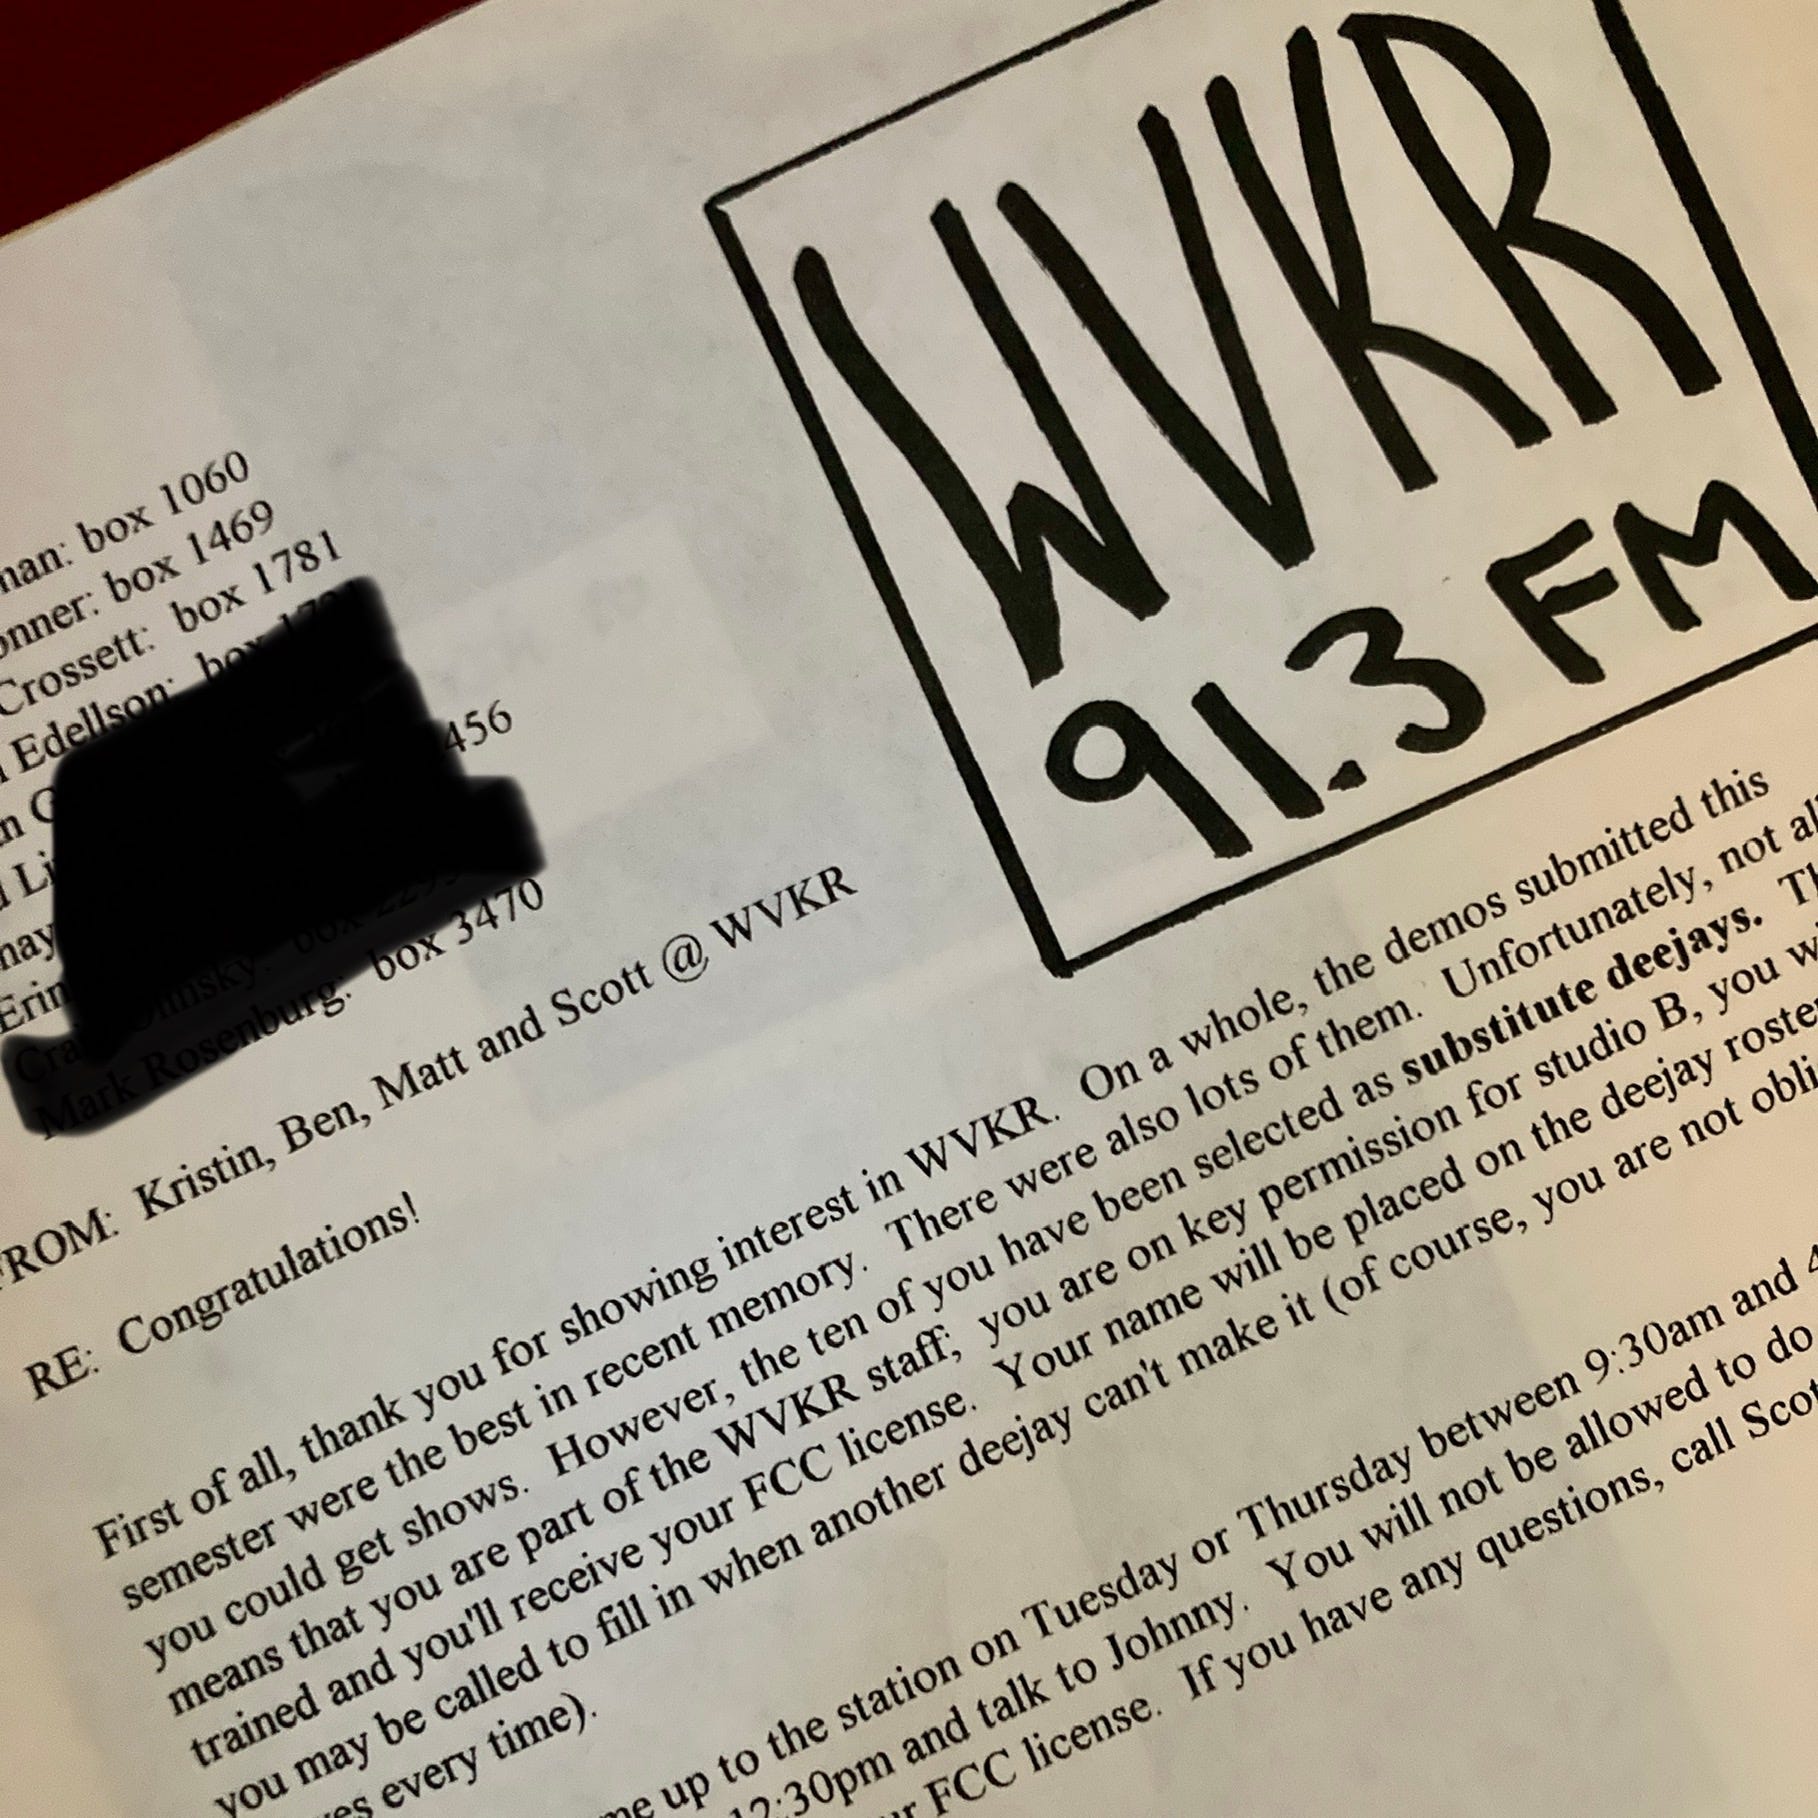 WVKR
91.3 FM
box 1060
box 1469
Crossett: box 1781
Edellson: box
456
Erin
box
Mark Rosenburg: box 3470
FROM: Kristin, Ben, Matt and Scott @ WVKR
RE: Congratulations!
First of all, thank you for showing interest in WVKR. On a whole, the demos submitted this
semester were the best in recent memory. There were also lots of them. Unfortunately, not all
you could get shows. However, the ten of you have been selected as substitute deejays.
means that you are part of the WVKR staff; you are on key permission for studio B, you
trained and you'll receive your FCC license. Your name will be placed on the deejay roster
you may be called to fill in when another deejay can't make it (of course, you are not
every time).
up to the station on Tuesday or Thursday between 9:30am and
12:30pm and talk to Johnny. You will not be allowed to do
FCC license. If you have any questions, call